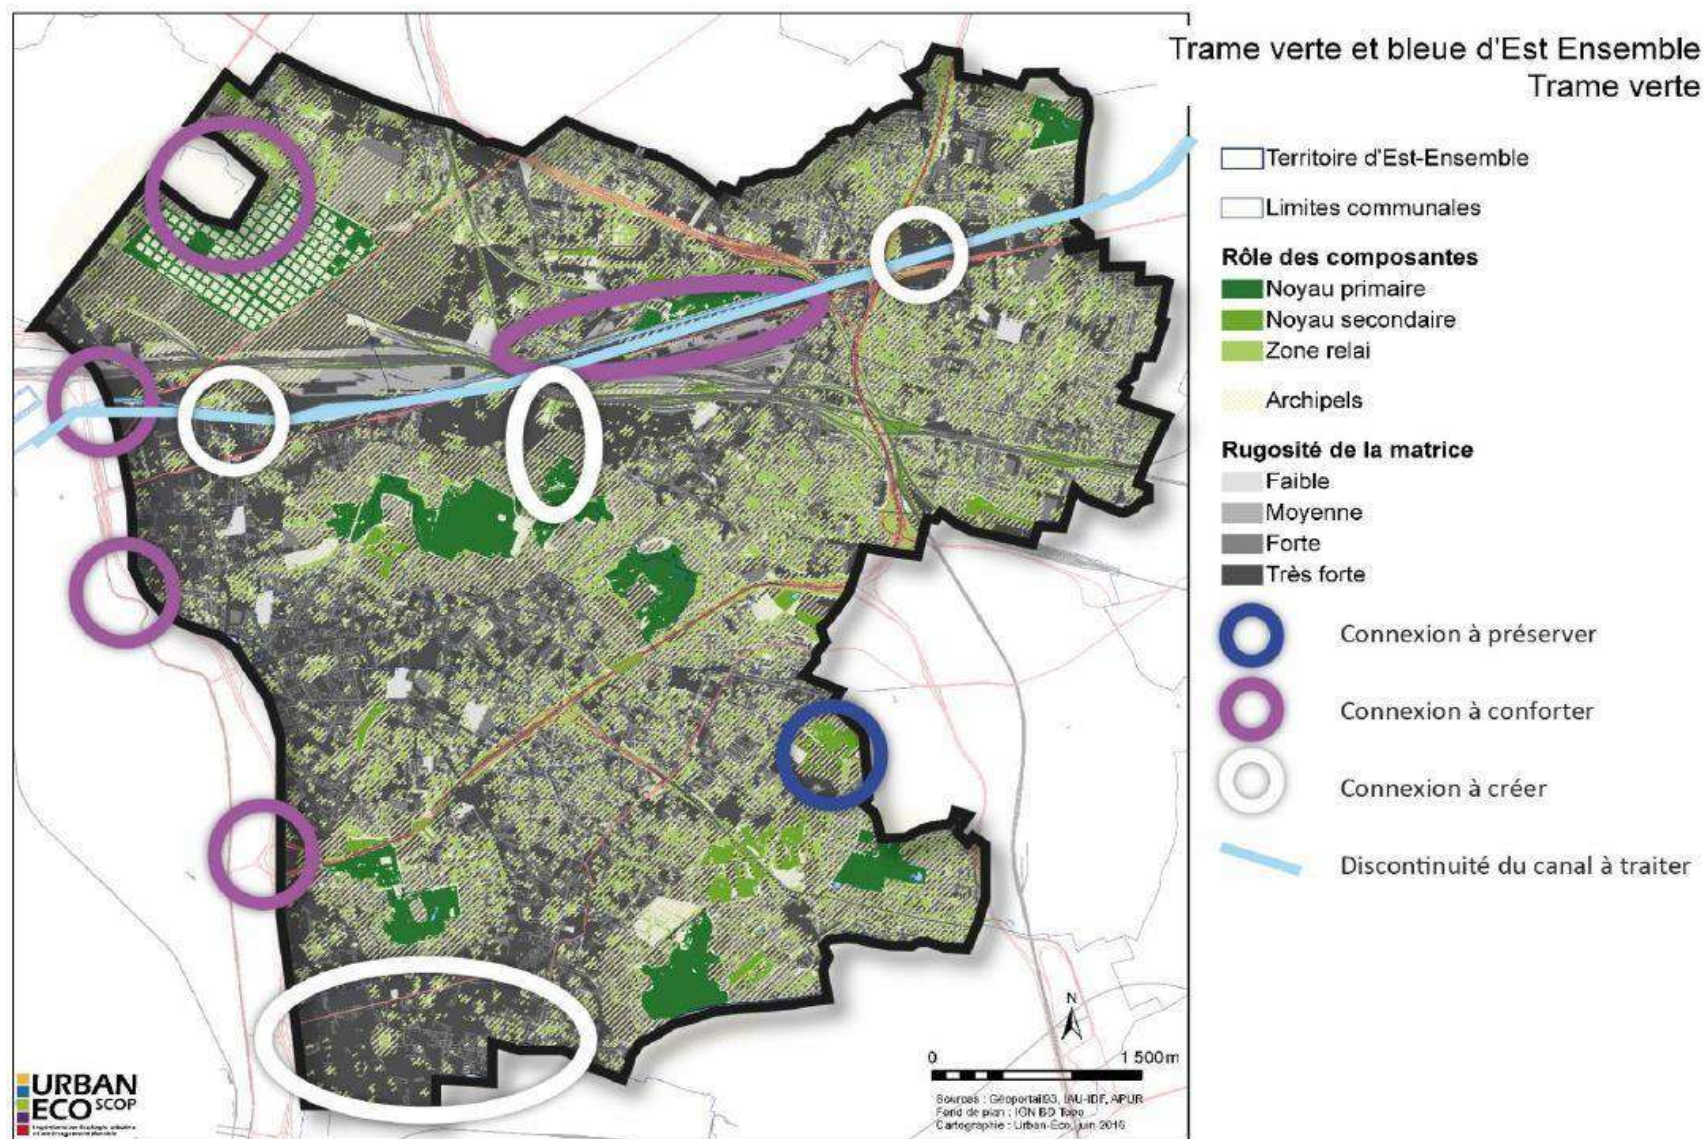 Trame verte et bleue d'Est Ensemble
Trame verte
Territoire d'Est-Ensemble
Limites communales
Rôle des composantes
Noyau primaire
Noyau secondaire
Zone relai
Archipels
Rugosité de la matrice
Faible
Moyenne
Forte
Très forte
Connexion à préserver
Connexion à conforter
Connexion à créer
Discontinuité du canal à traiter
N
0 1 500m
Sources : Géoportail93, IAU-IDF, APUR
Fond de plan : IGN BD Topo
Cartographie : Urban-Eco, juin 2016
URBAN
ECO SCOP